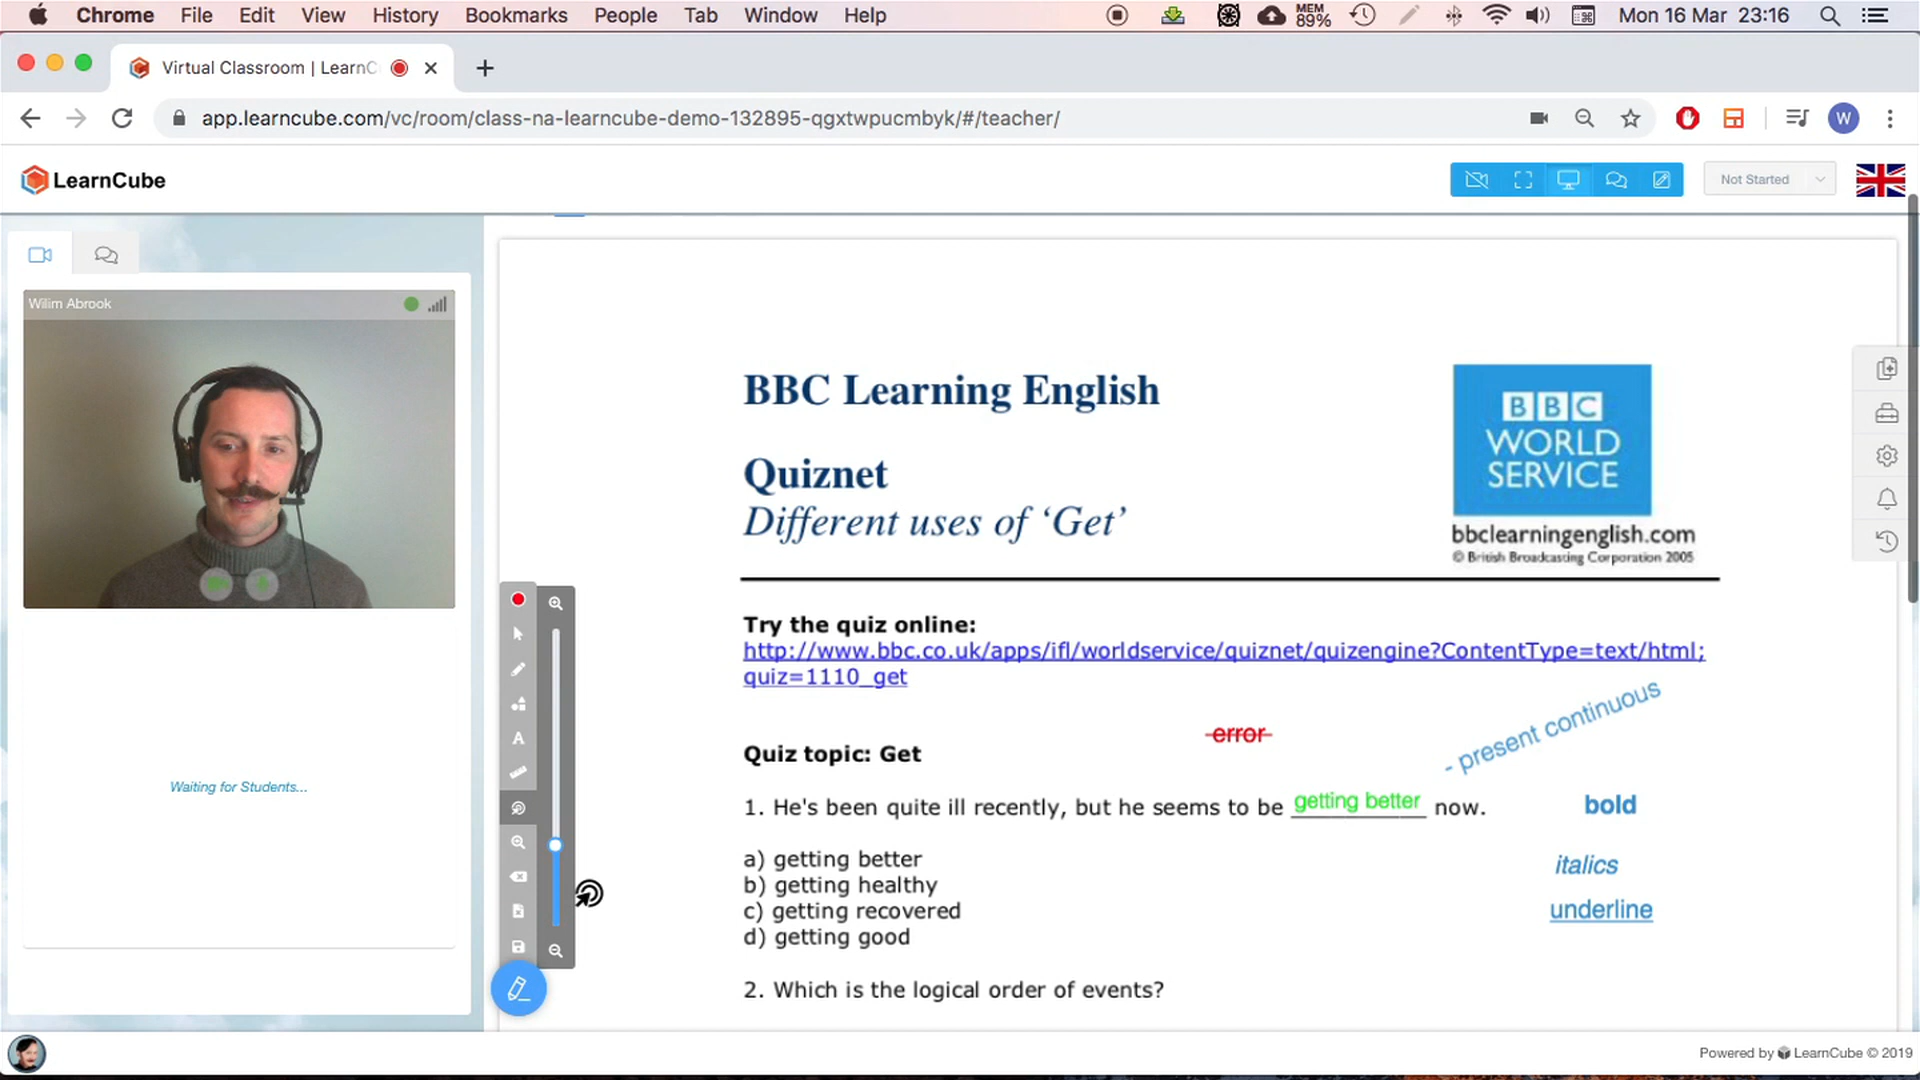 Chrome File Edit View History Bookmarks People Tab Window Help MEM 89% Mon 16 Mar 23:16
Virtual Classroom | LearnC
app.learncube.com/vc/room/class-na-learncube-demo-132895-qgxtwpucmbyk/#/teacher/ W
LearnCube Not Started
Wilim Abrook
Waiting for Students...
BBC Learning English
BBC
WORLD
SERVICE
Quiznet
Different uses of ‘Get’
bbclearningenglish.com
© British Broadcasting Corporation 2005
Try the quiz online:
http://www.bbc.co.uk/apps/ifl/worldservice/quiznet/quizengine?ContentType=text/html;
quiz=1110_get
- present continuous
error
Quiz topic: Get
1. He's been quite ill recently, but he seems to be getting better now.
bold
a) getting better
italics
b) getting healthy
c) getting recovered
underline
d) getting good
2. Which is the logical order of events?
A
Powered by LearnCube © 2019